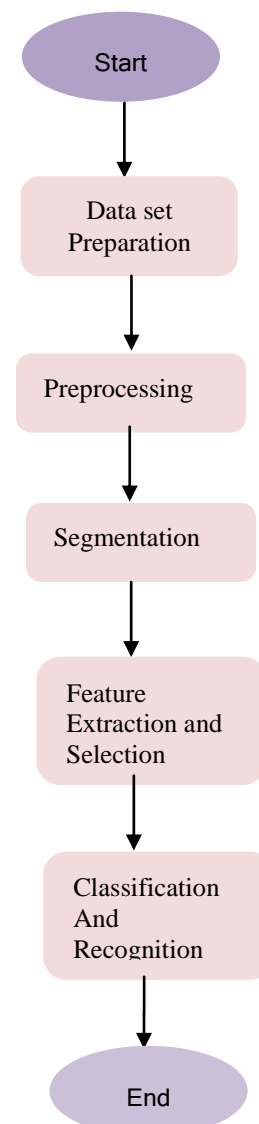 Start
Data set
Preparation
Preprocessing
Segmentation
Feature
Extraction and
Selection
Classification
And
Recognition
End